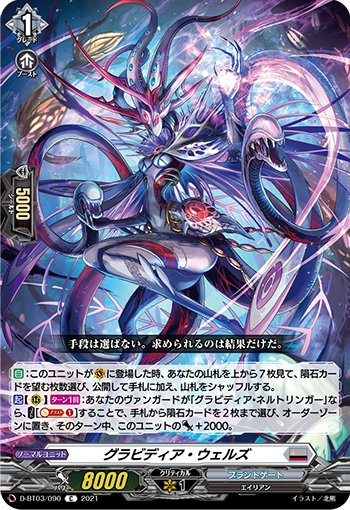 1
グレード
ブースト
5000
シールド
手段は選ばない。求められるのは結果だけだ。
自:このユニットがRに登場した時、あなたの山札を上から7枚見て、隕石カードを望む枚数選び、公開して手札に加え、山札をシャッフルする。
起【R】【ターン1回】:あなたのヴァンガードが「グラビディア・ネルトリンガー」なら、【コスト】【CB1】することで、手札から隕石カードを2枚まで選び、オーダーゾーンに置き、そのターン中、このユニットのパワー+2000。
ノーマルユニット
グラビディア・ウェルズ
パワー
8000
クリティカル
1
ブラントゲート
エイリアン
D-BT03/090 C 2021
イラスト/北熊